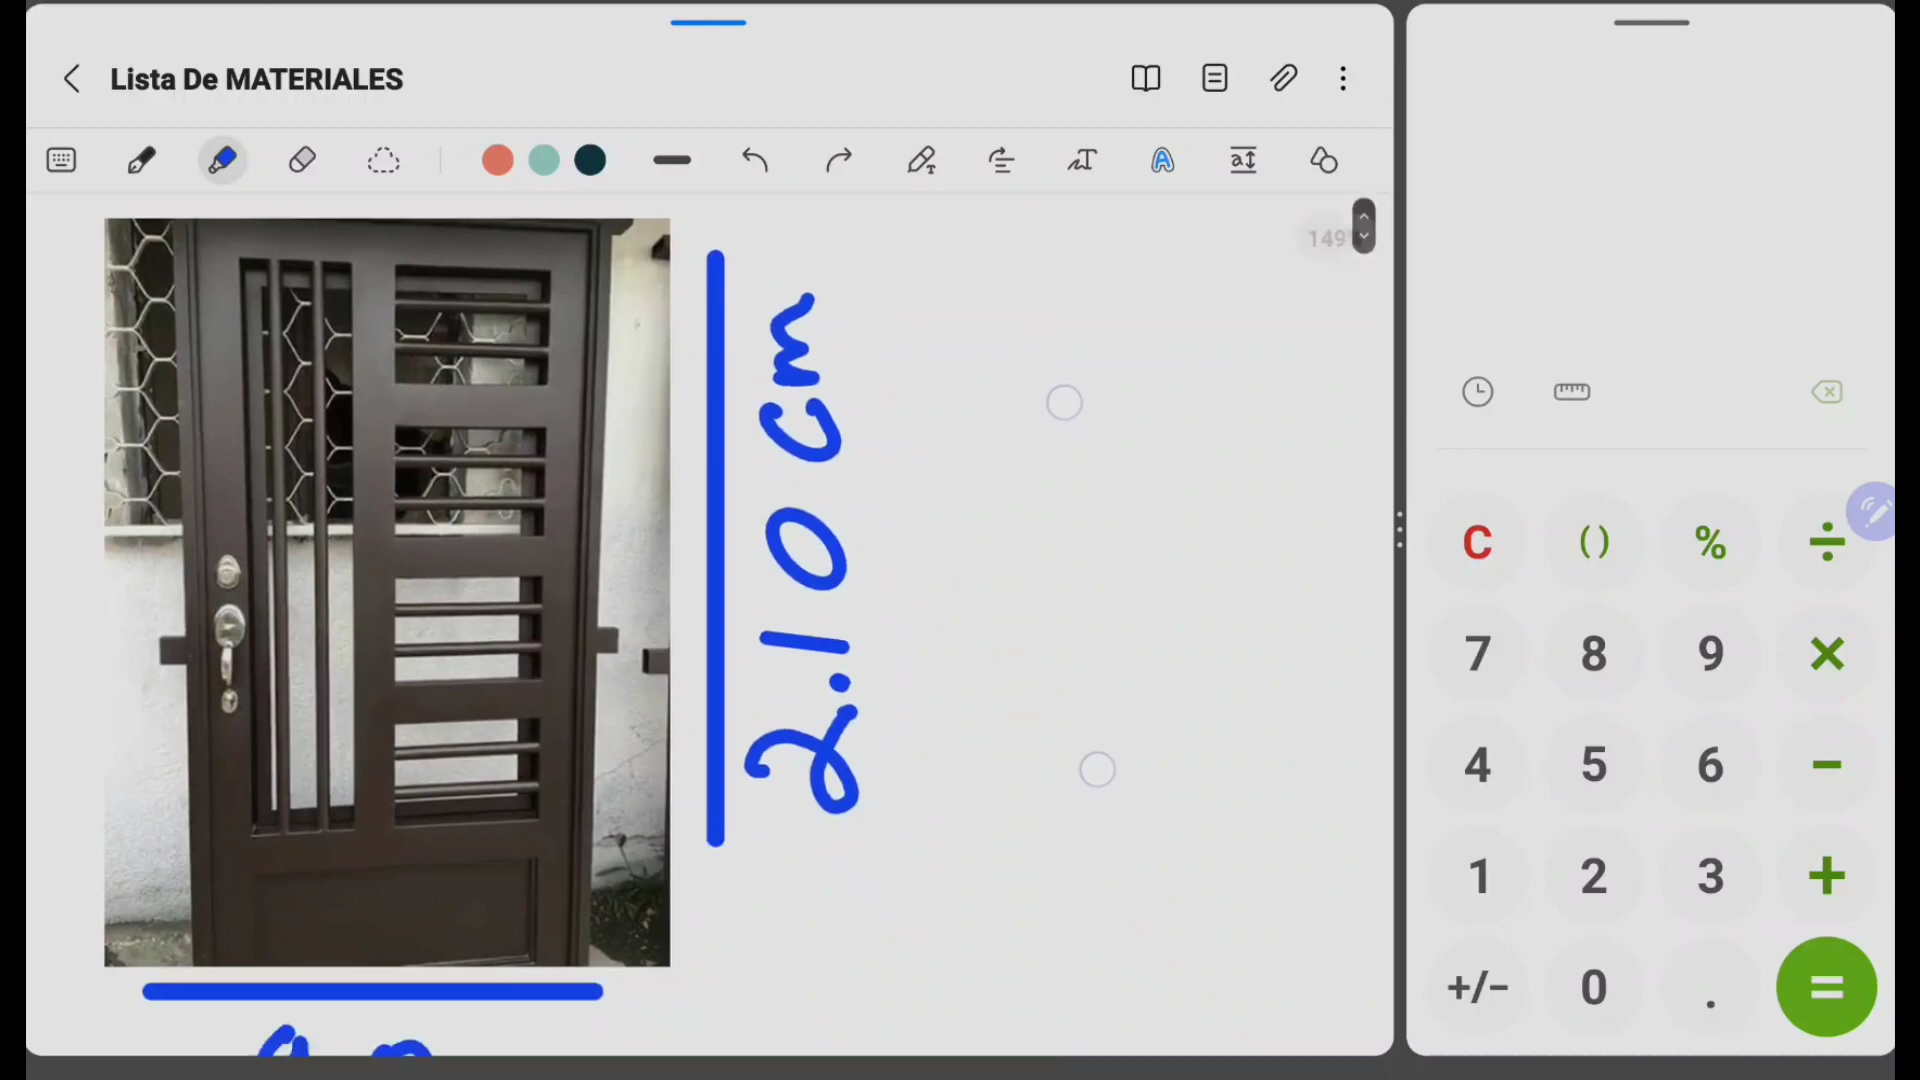 Lista De MATERIALES
149%
2.10 cm
C ( ) % ÷
7 8 9 ×
4 5 6 −
1 2 3 +
+/− 0 . =